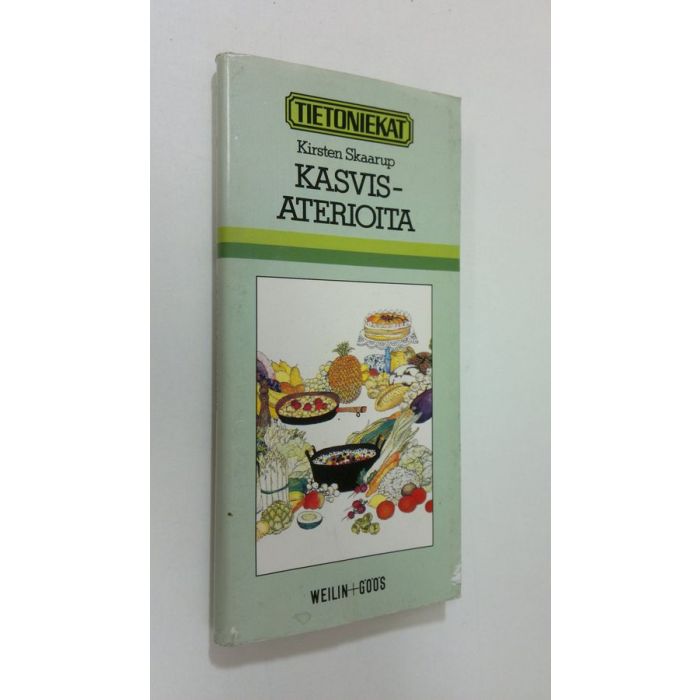 TIETONIEKAT
Kirsten Skaarup
KASVIS-
ATERIOITA
WEILIN+GÖÖS